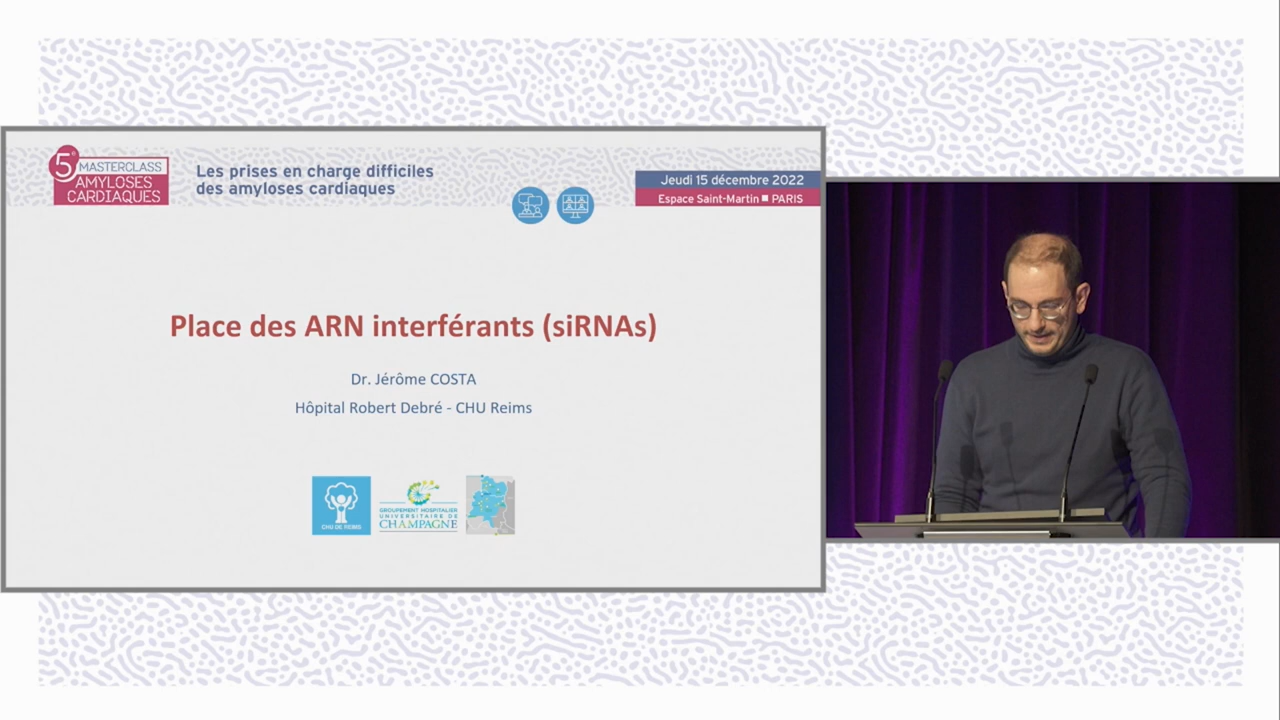 5e MASTERCLASS
AMYLOSES
CARDIAQUES
Les prises en charge difficiles
des amyloses cardiaques
Jeudi 15 décembre 2022
Espace Saint-Martin ■ PARIS
Place des ARN interférants (siRNAs)
Dr. Jérôme COSTA
Hôpital Robert Debré - CHU Reims
CHU DE REIMS
GROUPEMENT HOSPITALIER
UNIVERSITAIRE DE
CHAMPAGNE